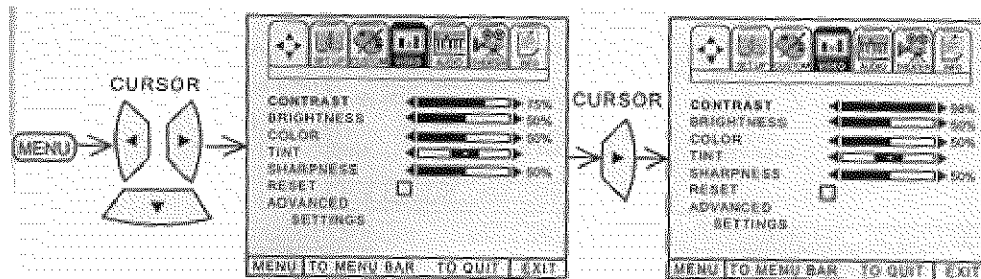 CURSOR
MENU
CONTRAST 75%
BRIGHTNESS 50%
COLOR 50%
TINT
SHARPNESS 50%
RESET
ADVANCED
SETTINGS
MENU TO MENU BAR TO QUIT EXIT
CURSOR
CONTRAST 98%
BRIGHTNESS 50%
COLOR 50%
TINT
SHARPNESS 50%
RESET
ADVANCED
SETTINGS
MENU TO MENU BAR TO QUIT EXIT